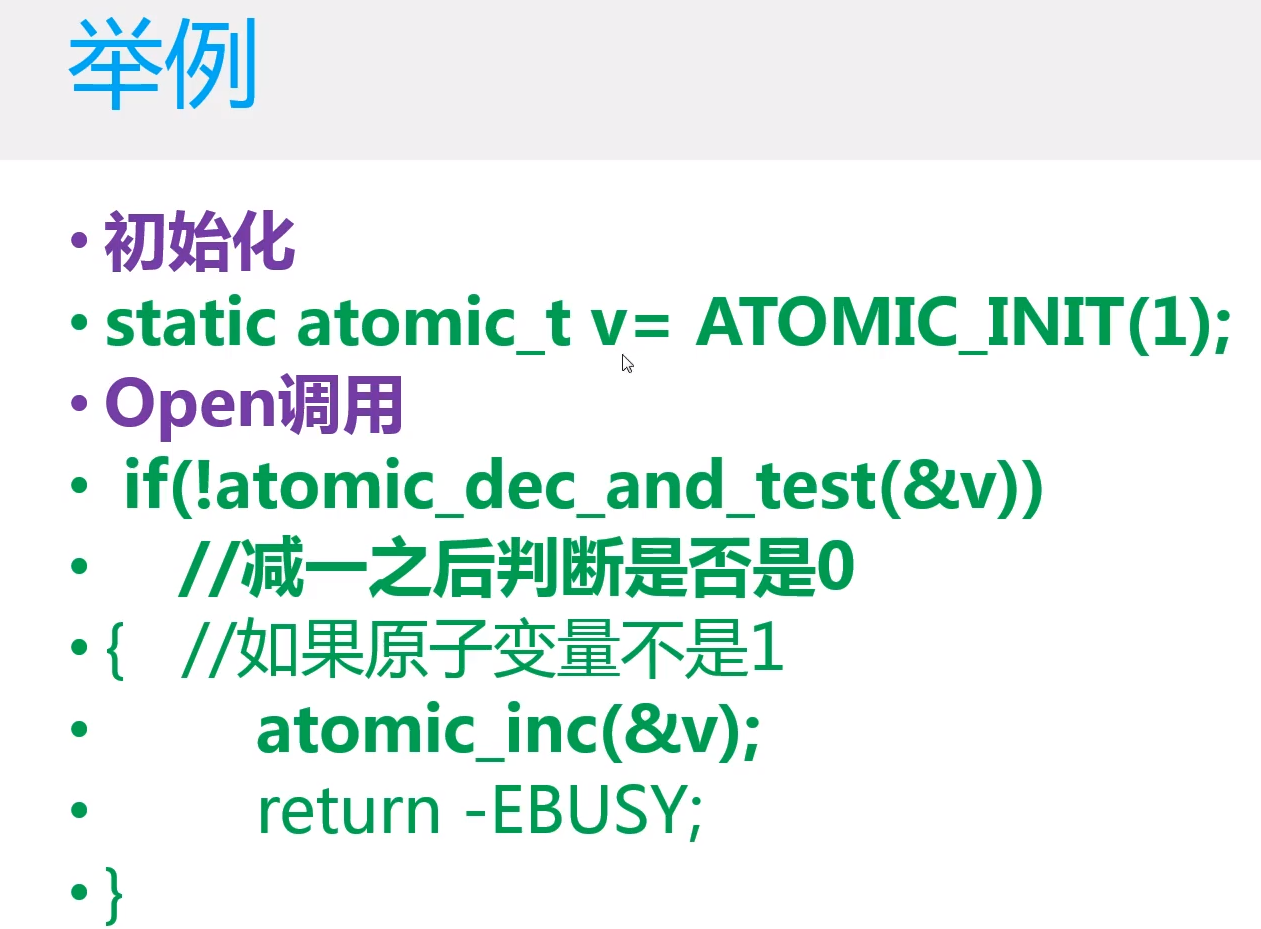 举例
• 初始化
• static atomic_t v= ATOMIC_INIT(1);
• Open调用
• if(!atomic_dec_and_test(&v))
• //减一之后判断是否是0
• { //如果原子变量不是1
• atomic_inc(&v);
• return -EBUSY;
• }